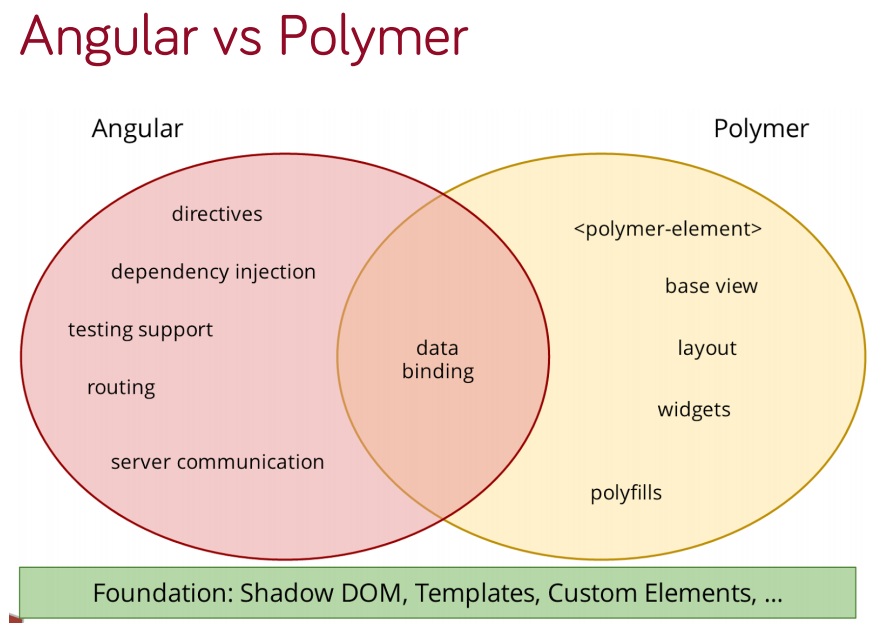 Angular vs Polymer
Angular
Polymer
directives
dependency injection
testing support
routing
server communication
data
binding
<polymer-element>
base view
layout
widgets
polyfills
Foundation: Shadow DOM, Templates, Custom Elements, ...